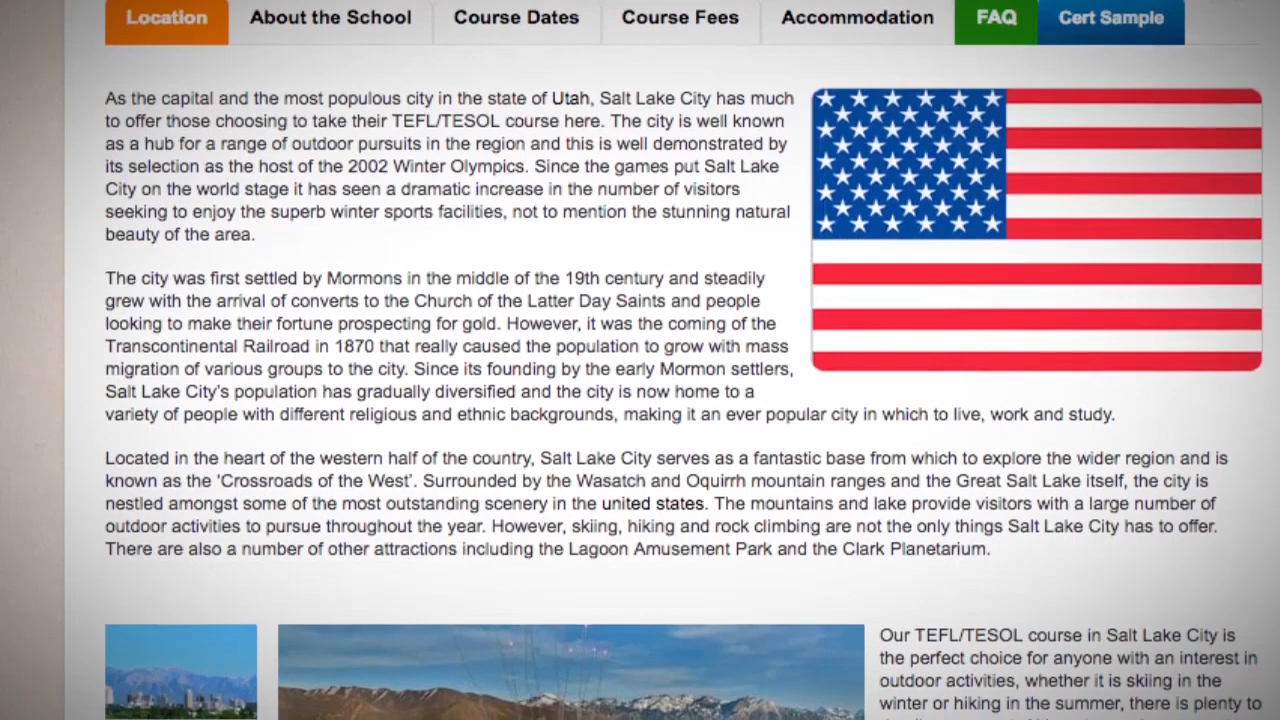 Location About the School Course Dates Course Fees Accommodation FAQ Cert Sample
As the capital and the most populous city in the state of Utah, Salt Lake City has much
to offer those choosing to take their TEFL/TESOL course here. The city is well known
as a hub for a range of outdoor pursuits in the region and this is well demonstrated by
its selection as the host of the 2002 Winter Olympics. Since the games put Salt Lake
City on the world stage it has seen a dramatic increase in the number of visitors
seeking to enjoy the superb winter sports facilities, not to mention the stunning natural
beauty of the area.
The city was first settled by Mormons in the middle of the 19th century and steadily
grew with the arrival of converts to the Church of the Latter Day Saints and people
looking to make their fortune prospecting for gold. However, it was the coming of the
Transcontinental Railroad in 1870 that really caused the population to grow with mass
migration of various groups to the city. Since its founding by the early Mormon settlers,
Salt Lake City's population has gradually diversified and the city is now home to a
variety of people with different religious and ethnic backgrounds, making it an ever popular city in which to live, work and study.
Located in the heart of the western half of the country, Salt Lake City serves as a fantastic base from which to explore the wider region and is
known as the 'Crossroads of the West'. Surrounded by the Wasatch and Oquirrh mountain ranges and the Great Salt Lake itself, the city is
nestled amongst some of the most outstanding scenery in the united states. The mountains and lake provide visitors with a large number of
outdoor activities to pursue throughout the year. However, skiing, hiking and rock climbing are not the only things Salt Lake City has to offer.
There are also a number of other attractions including the Lagoon Amusement Park and the Clark Planetarium.
Our TEFL/TESOL course in Salt Lake City is
the perfect choice for anyone with an interest in
outdoor activities, whether it is skiing in the
winter or hiking in the summer, there is plenty to